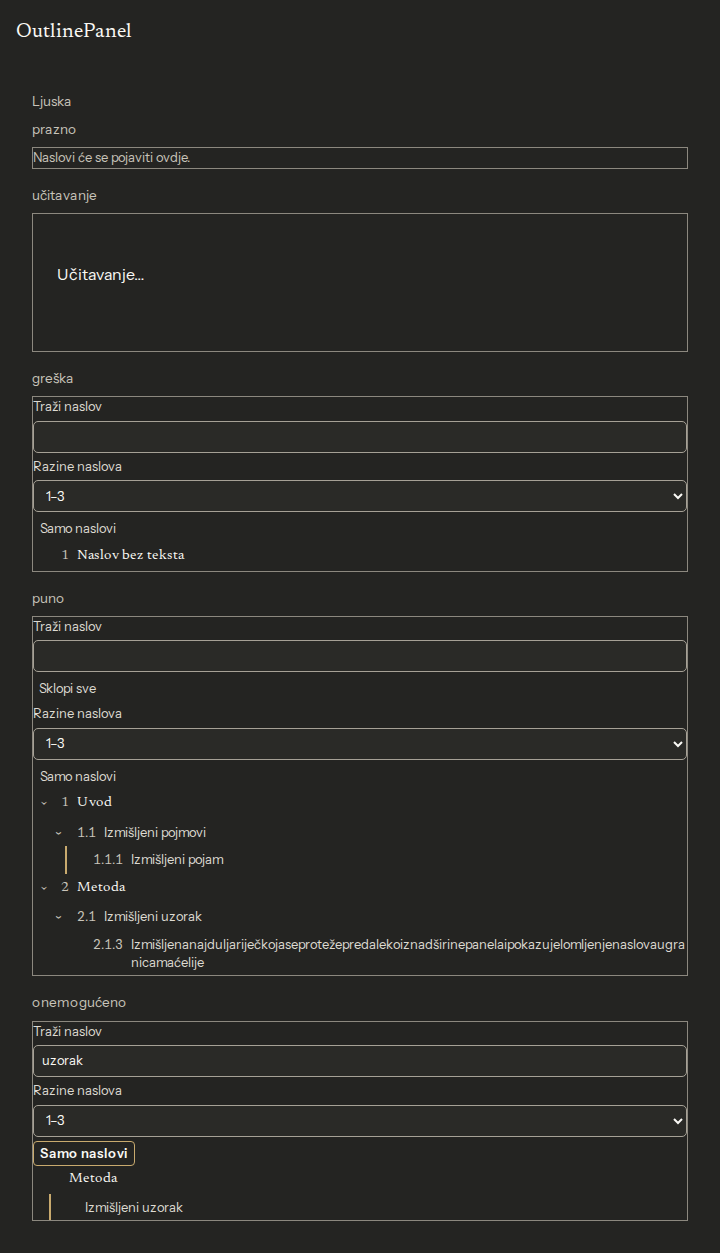 OutlinePanel
Ljuska
prazno
Naslovi će se pojaviti ovdje.
učitavanje
Učitavanje…
greška
Traži naslov
Razine naslova
1–3
Samo naslovi
1 Naslov bez teksta
puno
Traži naslov
Sklopi sve
Razine naslova
1–3
Samo naslovi
1 Uvod
1.1 Izmišljeni pojmovi
1.1.1 Izmišljeni pojam
2 Metoda
2.1 Izmišljeni uzorak
2.1.3 Izmišljenanajduljariječkojaseprotežepredalekoiznadširinepanelaipokazujelomljenjenaslovaugra
nicamaćelije
onemogućeno
Traži naslov
uzorak
Razine naslova
1–3
Samo naslovi
Metoda
Izmišljeni uzorak